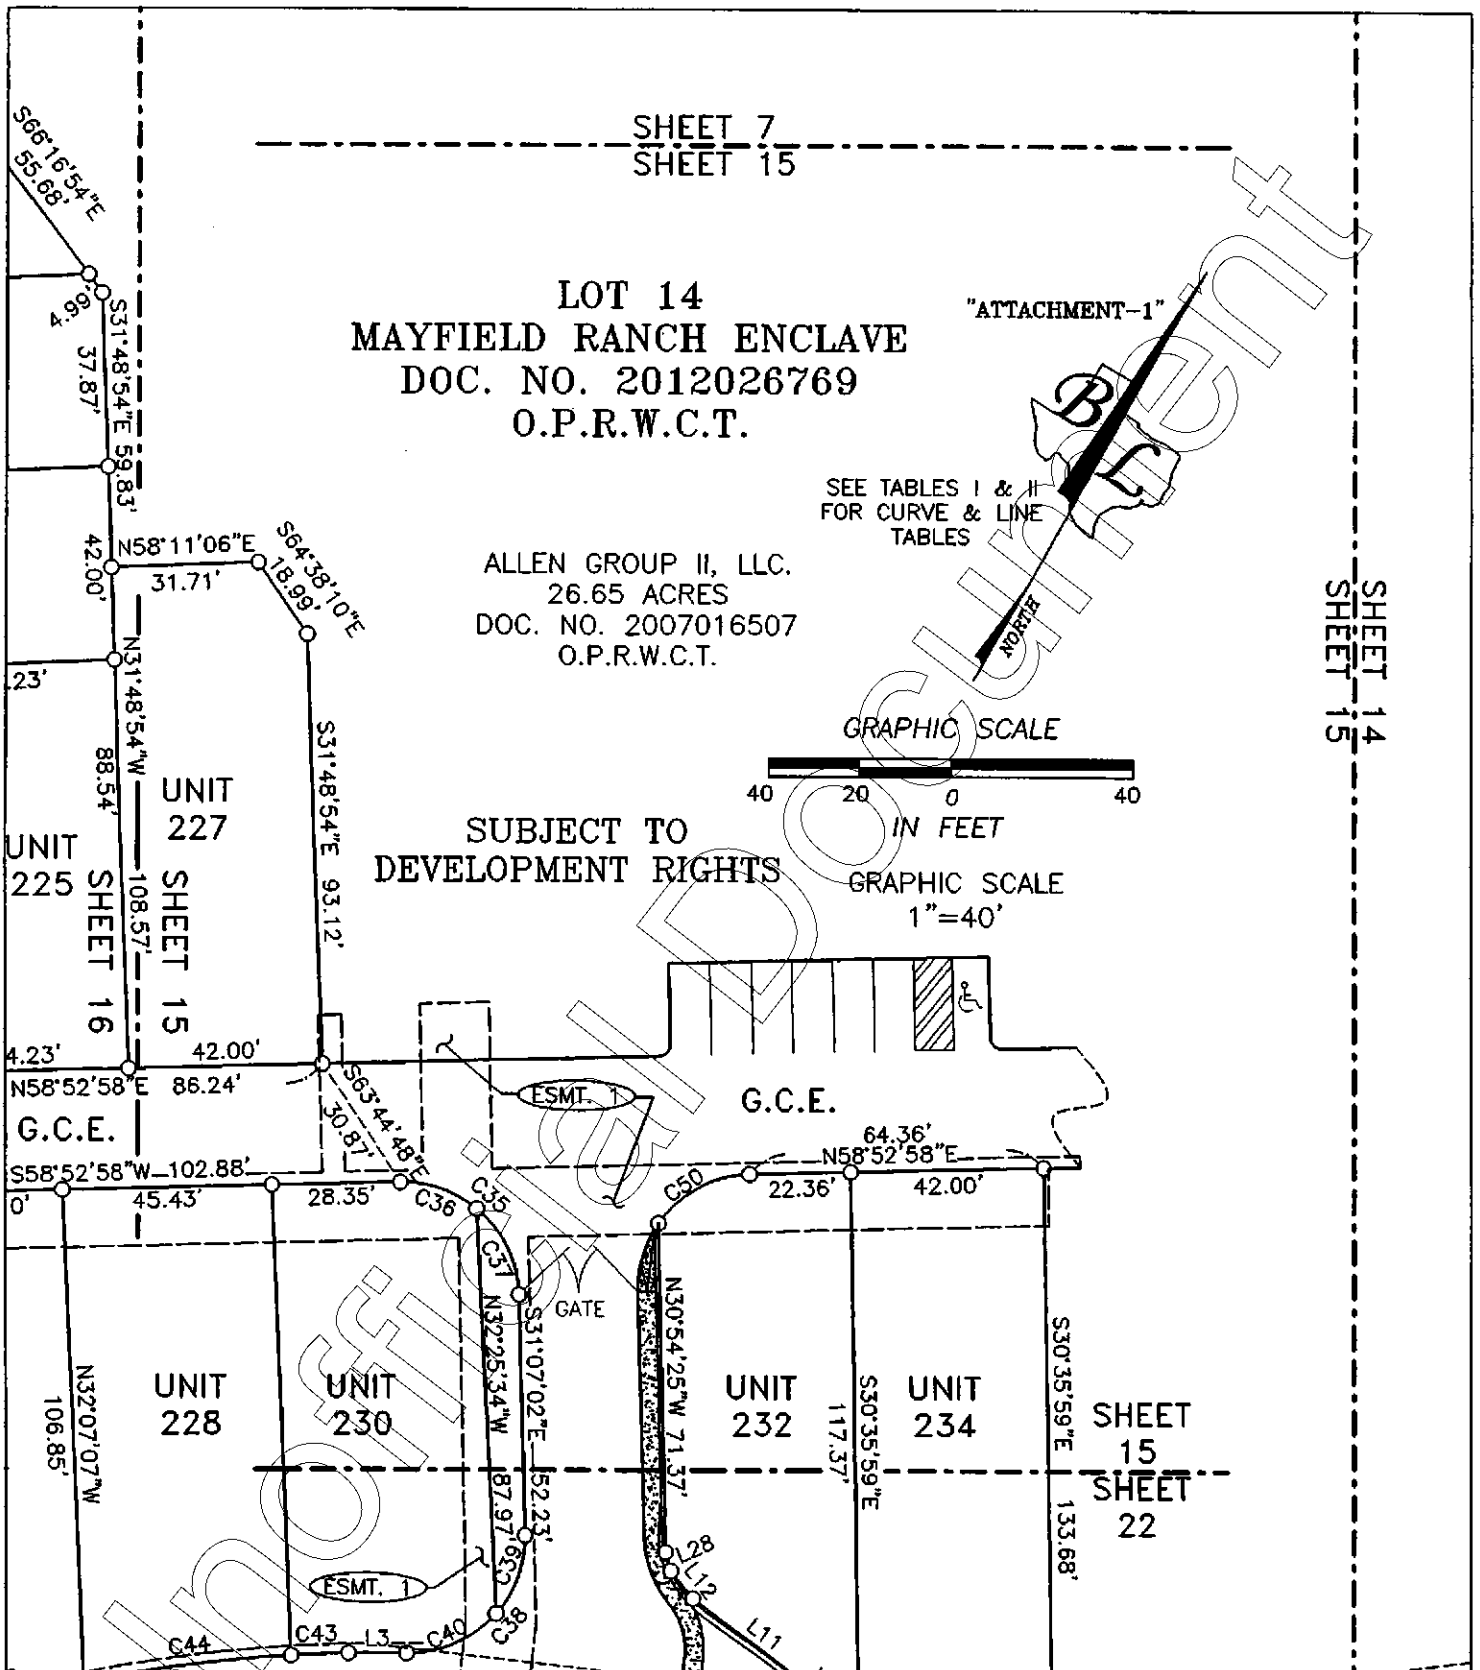 SHEET 7
SHEET 15
S66°16'54"E
55.68'
4.99'
S31°48'54"E 59.83'
37.87'
LOT 14
MAYFIELD RANCH ENCLAVE
DOC. NO. 2012026769
O.P.R.W.C.T.
"ATTACHMENT-1"
B
L
NORTH
SEE TABLES I & II
FOR CURVE & LINE
TABLES
42.00'
N58°11'06"E
31.71'
S64°38'10"E
18.99'
ALLEN GROUP II, LLC.
26.65 ACRES
DOC. NO. 2007016507
O.P.R.W.C.T.
SHEET 14
SHEET 15
.23'
N31°48'54"W
108.57'
88.54'
S31°48'54"E 93.12'
GRAPHIC SCALE
40 20 0 40
IN FEET
GRAPHIC SCALE
1"=40'
UNIT
227
UNIT
225
SHEET 16
SHEET 15
SUBJECT TO
DEVELOPMENT RIGHTS
4.23'
42.00'
N58°52'58"E 86.24'
S63°44'48"E
30.87'
ESMT. 1
G.C.E.
G.C.E.
64.36'
N58°52'58"E
S58°52'58"W 102.88'
0'
45.43'
28.35'
C36
C35
C50
22.36'
42.00'
C37
GATE
N32°07'07"W
106.85'
UNIT
228
UNIT
230
N32°25'34"W 87.97'
S31°07'02"E 52.23'
N30°54'25"W 71.37'
UNIT
232
S30°35'59"E
117.37'
UNIT
234
S30°35'59"E
133.68'
SHEET
15
SHEET
22
L28
L12
L11
C39
C38
ESMT. 1
C44
C43
L3
C40
Unofficial Document